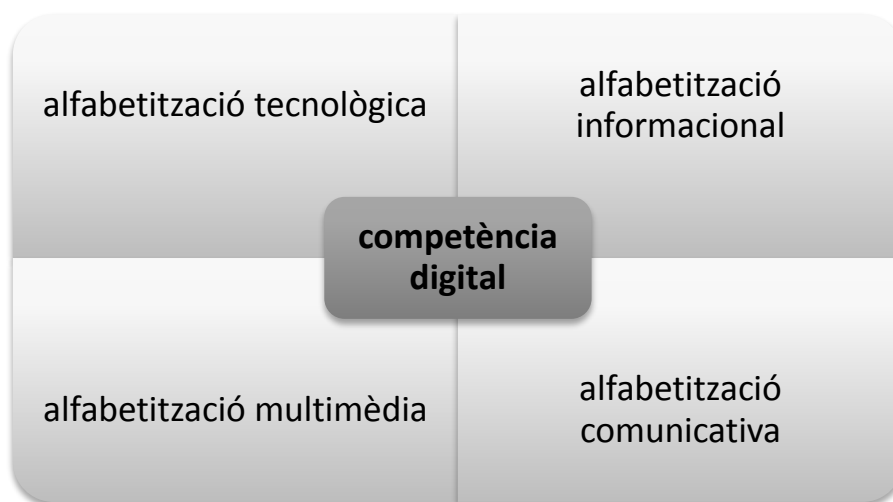 alfabetització tecnològica
alfabetització
informacional
competència
digital
alfabetització multimèdia
alfabetització
comunicativa